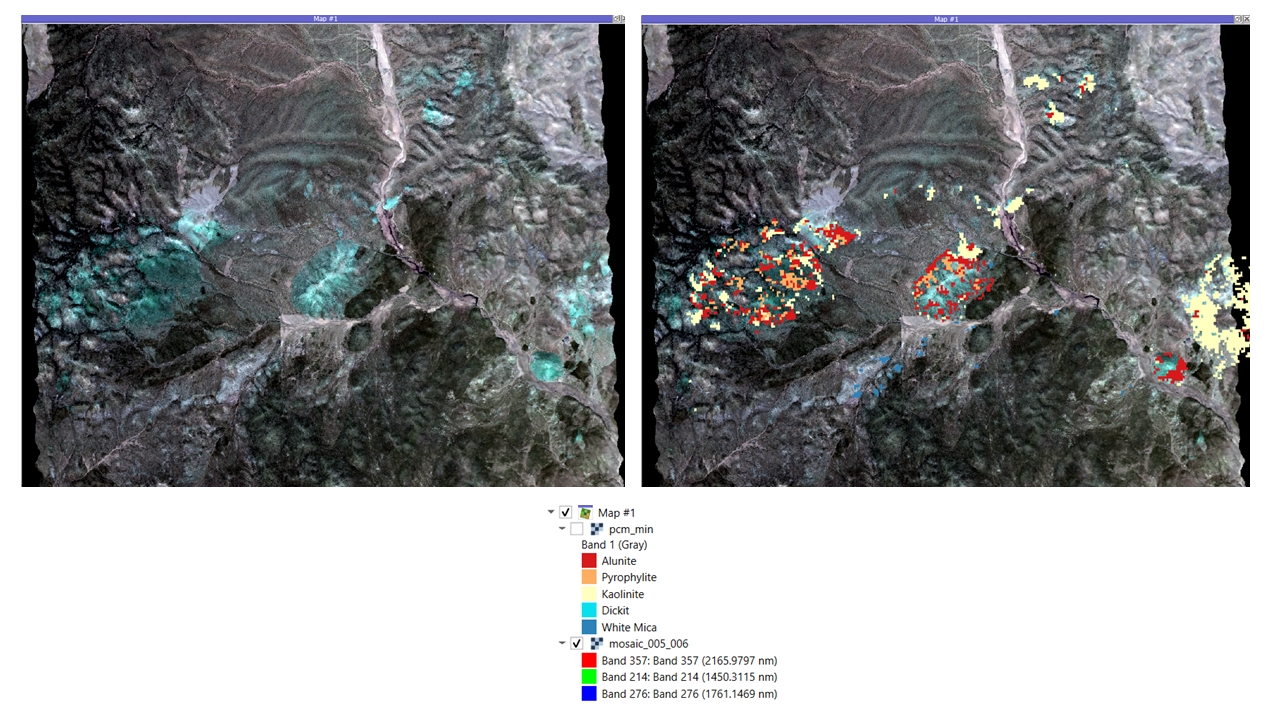 Map #1
Map #1
Map #1
pcm_min
Band 1 (Gray)
Alunite
Pyrophylite
Kaolinite
Dickit
White Mica
mosaic_005_006
Band 357: Band 357 (2165.9797 nm)
Band 214: Band 214 (1450.3115 nm)
Band 276: Band 276 (1761.1469 nm)